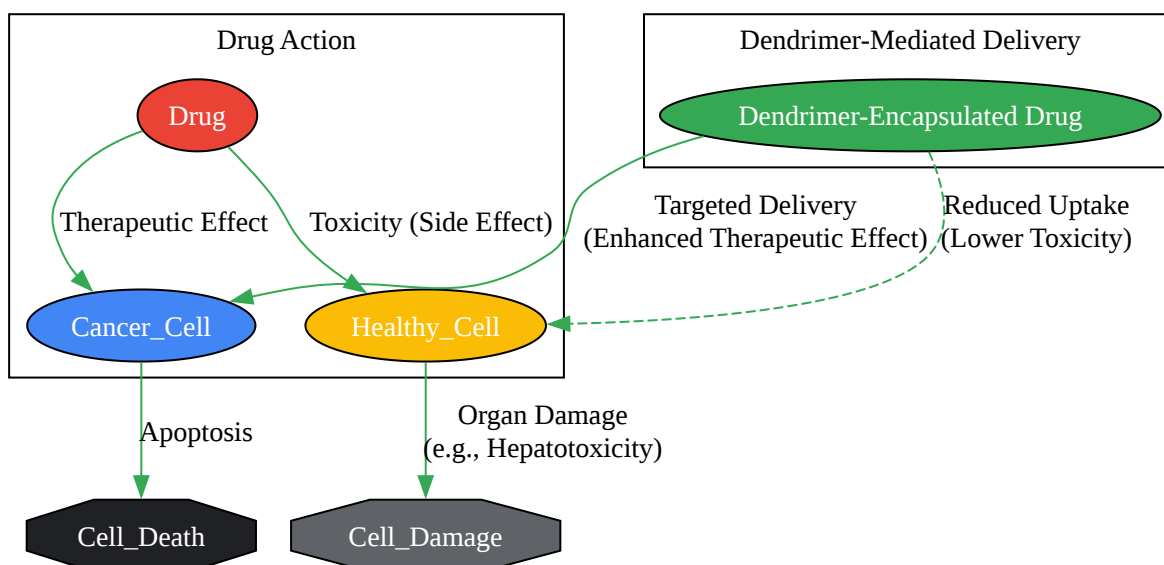 Drug Action
Dendrimer-Mediated Delivery
Drug
Dendrimer-Encapsulated Drug
Therapeutic Effect
Toxicity (Side Effect)
Targeted Delivery
(Enhanced Therapeutic Effect)
Reduced Uptake
(Lower Toxicity)
Cancer_Cell
Healthy_Cell
Apoptosis
Organ Damage
(e.g., Hepatotoxicity)
Cell_Death
Cell_Damage